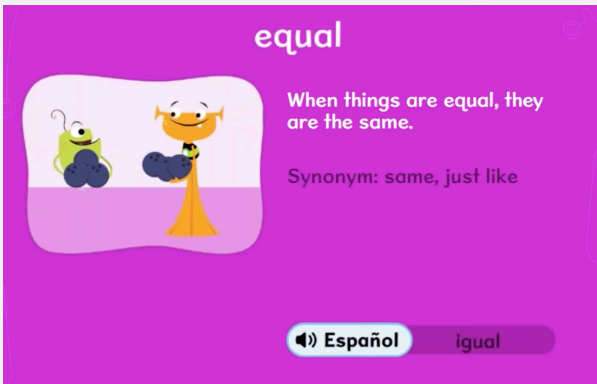 equal
When things are equal, they
are the same.
Synonym: same, just like
Español
igual